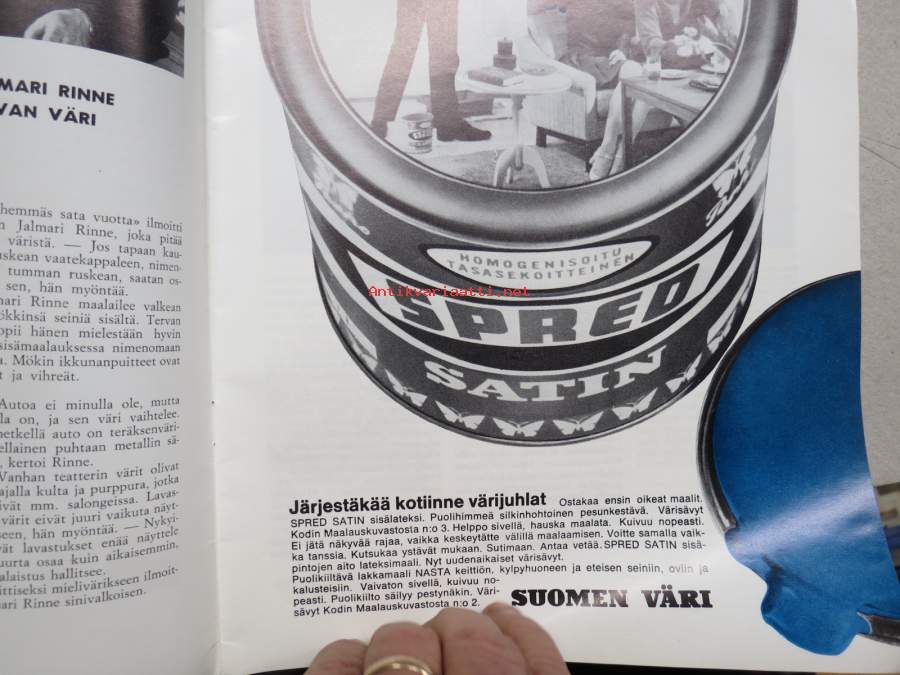 MARI RINNE
VAN VÄRI
hemmäs sata vuotta» ilmoitti
Jalmari Rinne, joka pitää
väristä. — Jos tapaan kau-
uskean vaatekappaleen, nimen-
tumman ruskean, saatan os-
sen, hän myöntää.
mari Rinne maalailee valkean
ökkinsä seiniä sisältä. Tervan
opii hänen mielestään hyvin
sisämaalauksessa nimenomaan
a. Mökin ikkunanpuitteet ovat
t ja vihreät.
Autoa ei minulla ole, mutta
la on, ja sen väri vaihtelee.
hetkellä auto on teräksenväri-
ellainen puhtaan metallin sä-
, kertoi Rinne.
Vanhan teatterin värit olivat
ajalla kulta ja purppura, jotka
ivät mm. salongeissa. Lavas-
värit eivät juuri vaikuta näyt-
seen, hän myöntää. — Nykyi-
vät lavastukset enää näyttele
uurta osaa kuin aikaisemmin,
alaistus hallitsee.
ittiseksi mielivärikseen ilmoit-
mari Rinne sinivalkoisen.
HOMOGENISOITU
TASASEKOITTEINEN
SPRED
SATIN
Antikvariaatti.net
Järjestäkää kotiinne värijuhlat Ostakaa ensin oikeat maalit.
SPRED SATIN sisälateksi. Puolihimmeä silkinhohtoinen pesunkestävä. Värisävyt
Kodin Maalauskuvastosta n:o 3. Helppo sivellä, hauska maalata. Kuivuu nopeasti.
Ei jätä näkyvää rajaa, vaikka keskeytätte välillä maalaamisen. Voitte samalla vaik-
ka tanssia. Kutsukaa ystävät mukaan. Sutimaan. Antaa vetää. SPRED SATIN sisä-
pintojen aito lateksimaali. Nyt uudenaikaiset värisävyt.
Puolikiiltävä lakkamaali NASTA keittiön, kylpyhuoneen ja eteisen seiniin, oviin ja
kalusteisiin. Vaivaton sivellä, kuivuu no-
peasti. Puolikiilto säilyy pestynäkin. Väri-
sävyt Kodin Maalauskuvastosta n:o 2.
SUOMEN VÄRI